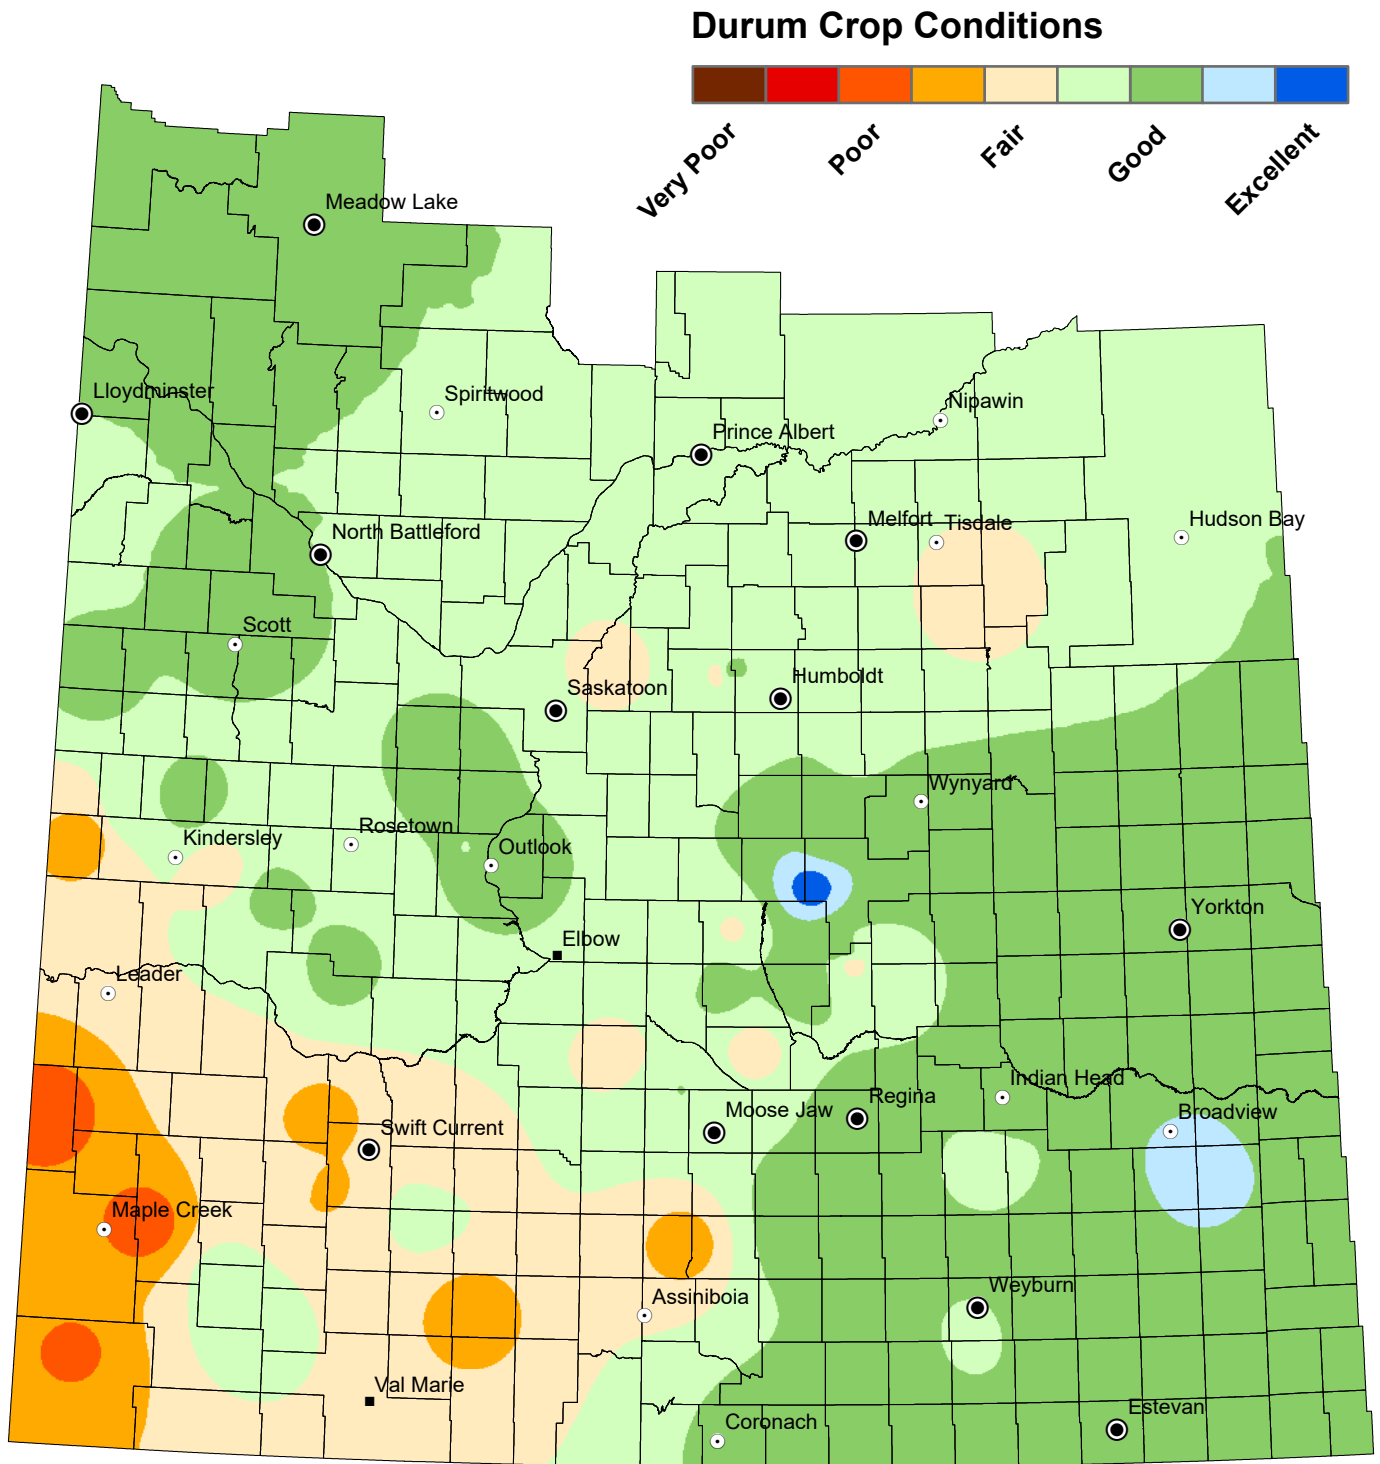 Durum Crop Conditions
Very Poor
Poor
Fair
Good
Excellent
Meadow Lake
Lloydminster
Spiritwood
Nipawin
Prince Albert
North Battleford
Melfort
Tisdale
Hudson Bay
Scott
Saskatoon
Humboldt
Wynyard
Kindersley
Rosetown
Outlook
Yorkton
Elbow
Leader
Indian Head
Regina
Moose Jaw
Broadview
Swift Current
Maple Creek
Weyburn
Assiniboia
Val Marie
Coronach
Estevan